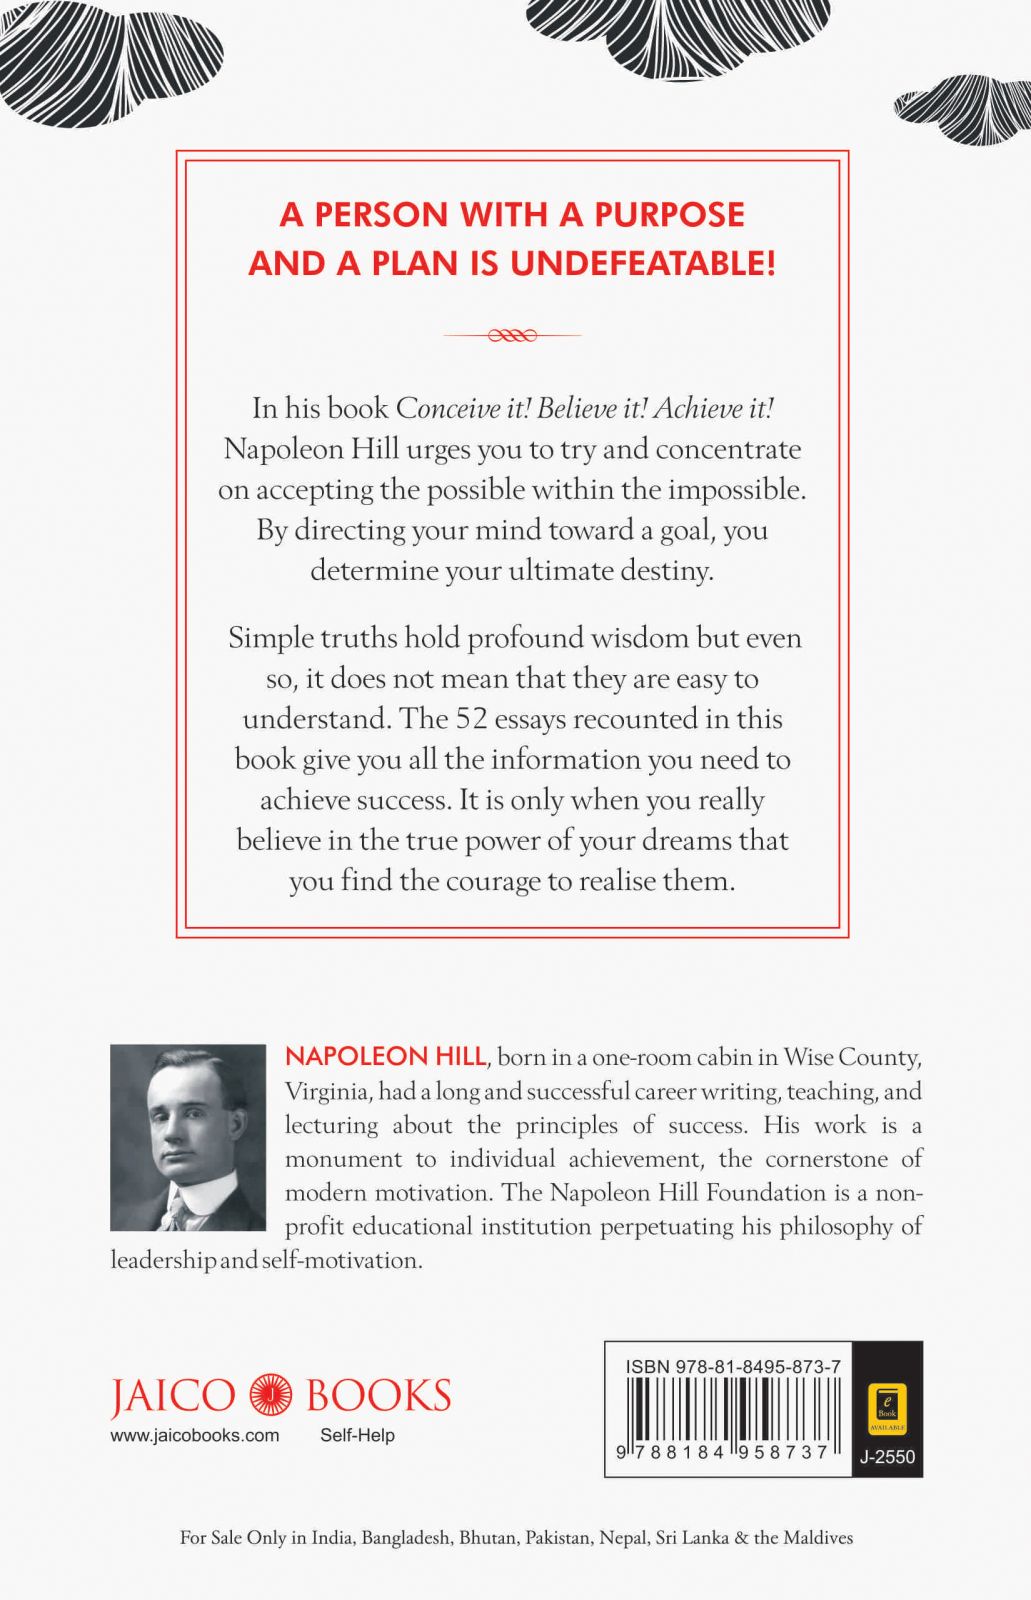 A PERSON WITH A PURPOSE
AND A PLAN IS UNDEFEATABLE!
In his book Conceive it! Believe it! Achieve it!
Napoleon Hill urges you to try and concentrate
on accepting the possible within the impossible.
By directing your mind toward a goal, you
determine your ultimate destiny.
Simple truths hold profound wisdom but even
so, it does not mean that they are easy to
understand. The 52 essays recounted in this
book give you all the information you need to
achieve success. It is only when you really
believe in the true power of your dreams that
you find the courage to realise them.
NAPOLEON HILL, born in a one-room cabin in Wise County,
Virginia, had a long and successful career writing, teaching, and
lecturing about the principles of success. His work is a
monument to individual achievement, the cornerstone of
modern motivation. The Napoleon Hill Foundation is a non-
profit educational institution perpetuating his philosophy of
leadership and self-motivation.
JAICO J BOOKS
www.jaicobooks.com Self-Help
ISBN 978-81-8495-873-7
9 788184 958737
e
Book
AVAILABLE
J-2550
For Sale Only in India, Bangladesh, Bhutan, Pakistan, Nepal, Sri Lanka & the Maldives